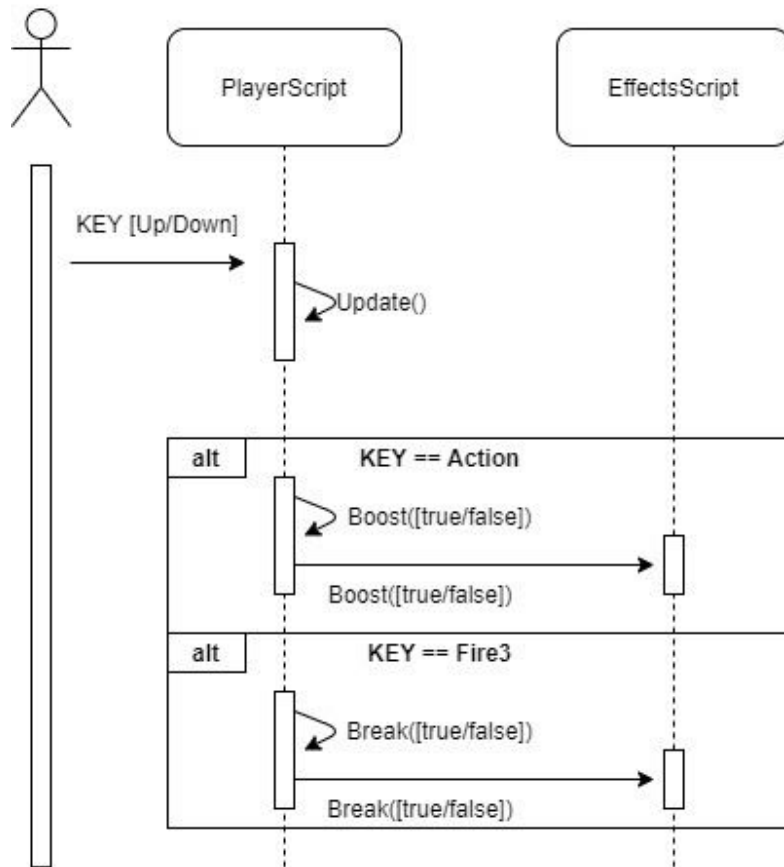 PlayerScript
EffectsScript
KEY [Up/Down]
Update()
alt
KEY == Action
Boost([true/false])
Boost([true/false])
alt
KEY == Fire3
Break([true/false])
Break([true/false])